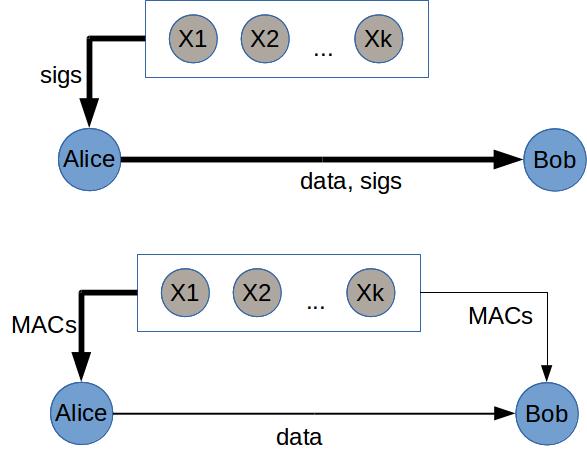 X1 X2 ... Xk
sigs
Alice Bob
data, sigs
X1 X2 ... Xk
MACs MACs
Alice Bob
data